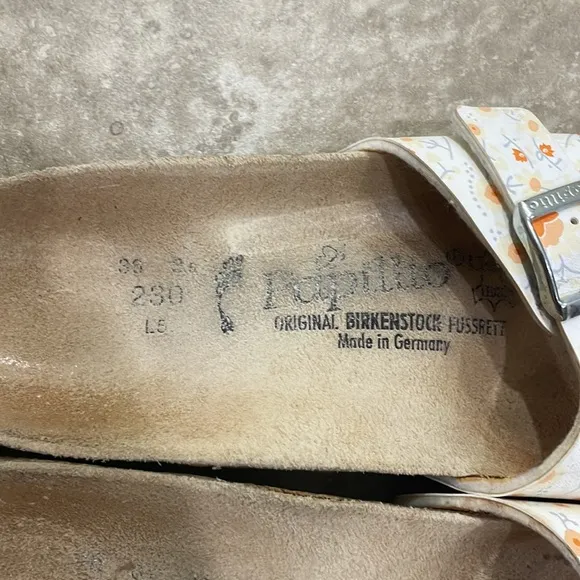 230
L5
Papillio
ORIGINAL BIRKENSTOCK FUSSBETT
Made in Germany